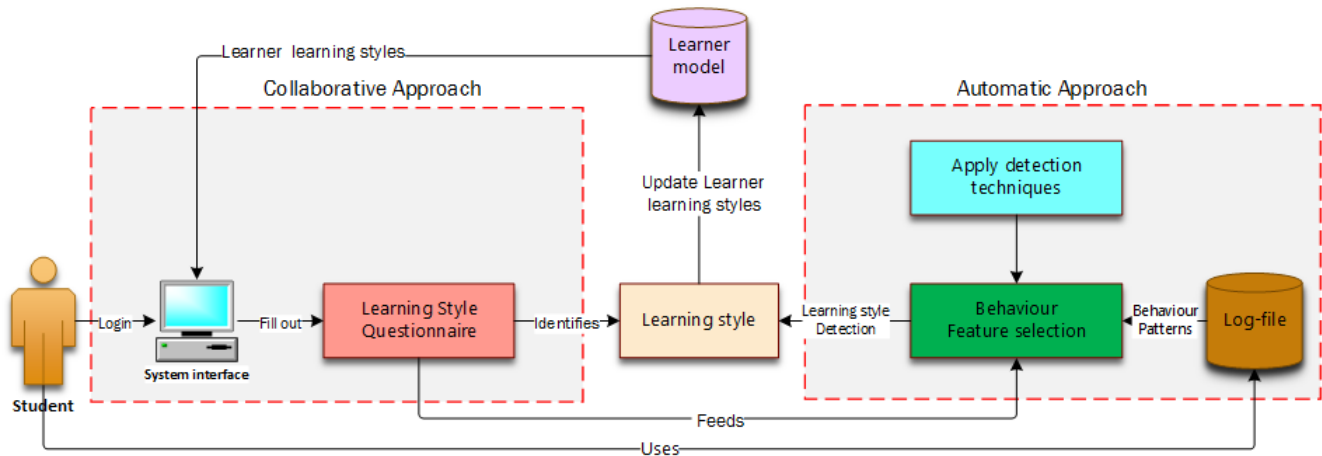 Learner learning styles
Learner
model
Collaborative Approach
Automatic Approach
Apply detection
techniques
Update Learner
learning styles
Login
Fill out
Learning Style
Questionnaire
Identifies
Learning style
Learning style
Detection
Behaviour
Feature selection
Behaviour
Patterns
Log-file
System interface
Student
Feeds
Uses